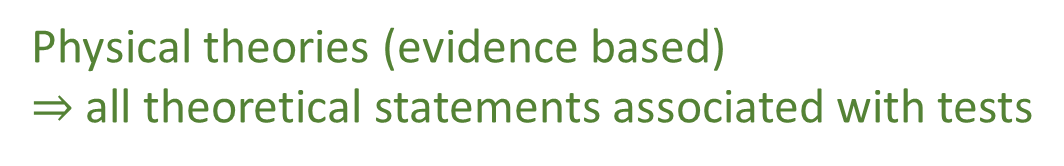 Physical theories (evidence based)
⇒ all theoretical statements associated with tests